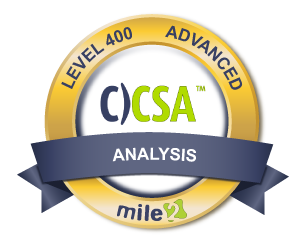 LEVEL 400 ADVANCED
C)CSA™
ANALYSIS
mile2